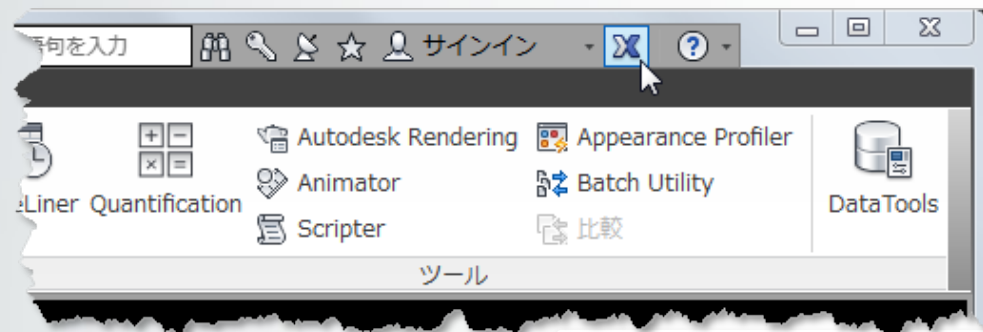 語句を入力 サインイン
Autodesk Rendering Appearance Profiler
Liner Quantification Animator Batch Utility DataTools
Scripter 比較
ツール